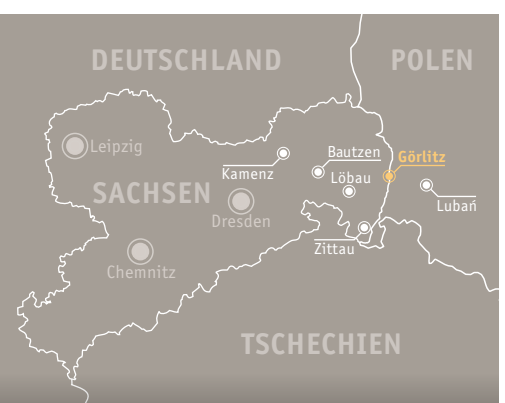 DEUTSCHLAND
POLEN
Leipzig
Bautzen
Görlitz
Kamenz
Löbau
SACHSEN
Lubań
Dresden
Zittau
Chemnitz
TSCHECHIEN